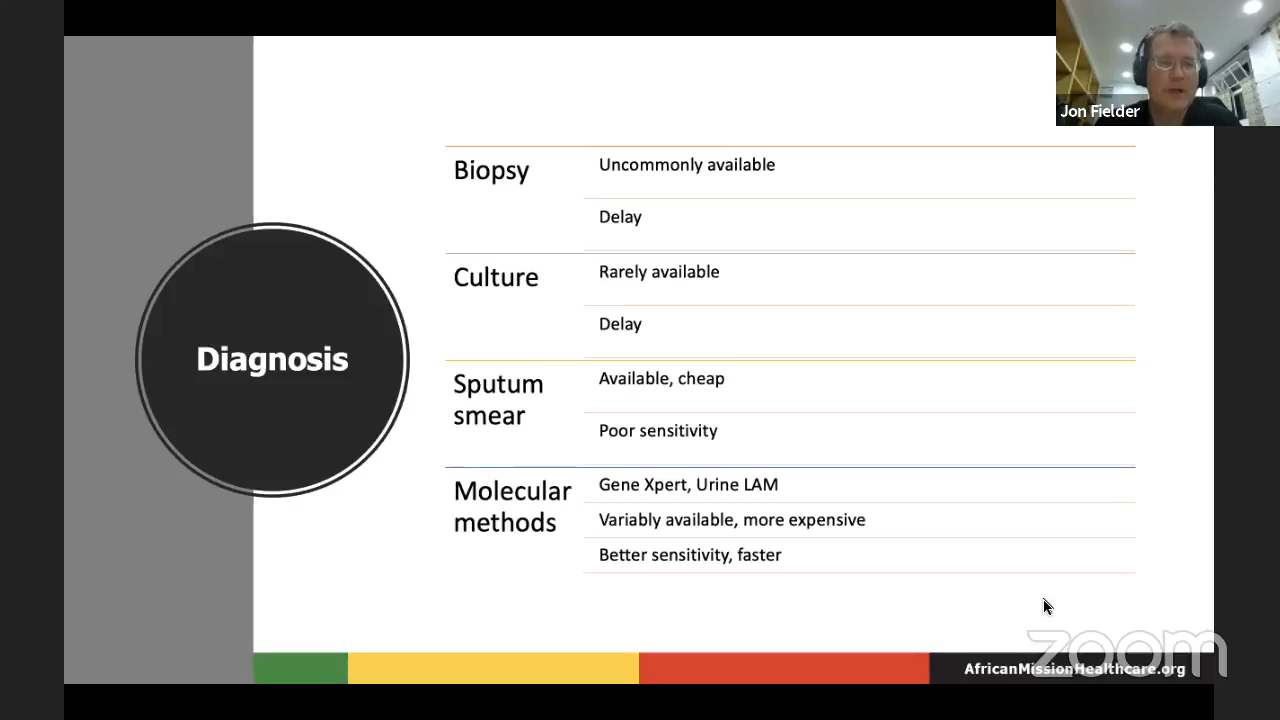 Jon Fielder
Diagnosis
Biopsy
Uncommonly available
Delay
Culture
Rarely available
Delay
Sputum
smear
Available, cheap
Poor sensitivity
Molecular
methods
Gene Xpert, Urine LAM
Variably available, more expensive
Better sensitivity, faster
zoom
AfricanMissionHealthcare.org